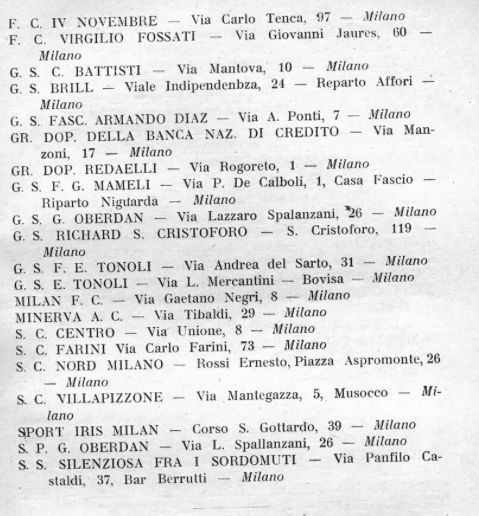 F. C. IV NOVEMBRE — Via Carlo Tenca, 97 — Milano
F. C. VIRGILIO FOSSATI — Via Giovanni Jaures, 60 —
Milano
G. S. C. BATTISTI — Via Mantova, 10 — Milano
G. S. BRILL — Viale Indipendenbza, 24 — Reparto Affori —
Milano
G. S. FASC. ARMANDO DIAZ — Via A. Ponti, 7 — Milano
GR. DOP. DELLA BANCA NAZ. DI CREDITO — Via Man-
zoni, 17 — Milano
GR. DOP. REDAELLI — Via Rogoreto, 1 — Milano
G. S. F. G. MAMELI — Via P. De Calboli, 1, Casa Fascio —
Riparto Niguarda — Milano
G. S. G. OBERDAN — Via Lazzaro Spalanzani, 26 — Milano
G. S. RICHARD S. CRISTOFORO — S. Cristoforo, 119 —
Milano
G. S. F. E. TONOLI — Via Andrea del Sarto, 31 — Milano
G. S. E. TONOLI — Via L. Mercantini — Bovisa — Milano
MILAN F. C. — Via Gaetano Negri, 8 — Milano
MINERVA A. C. — Via Tibaldi, 29 — Milano
S. C. CENTRO — Via Unione, 8 — Milano
S. C. FARINI Via Carlo Farini, 73 — Milano
S. C. NORD MILANO — Rossi Ernesto, Piazza Aspromonte, 26
— Milano
S. C. VILLAPIZZONE — Via Mantegazza, 5, Musocco — Mi-
lano
SPORT IRIS MILAN — Corso S. Gottardo, 39 — Milano
S. P. G. OBERDAN — Via L. Spallanzani, 26 — Milano
S. S. SILENZIOSA FRA I SORDOMUTI — Via Panfilo Ca-
staldi, 37, Bar Berrutti — Milano